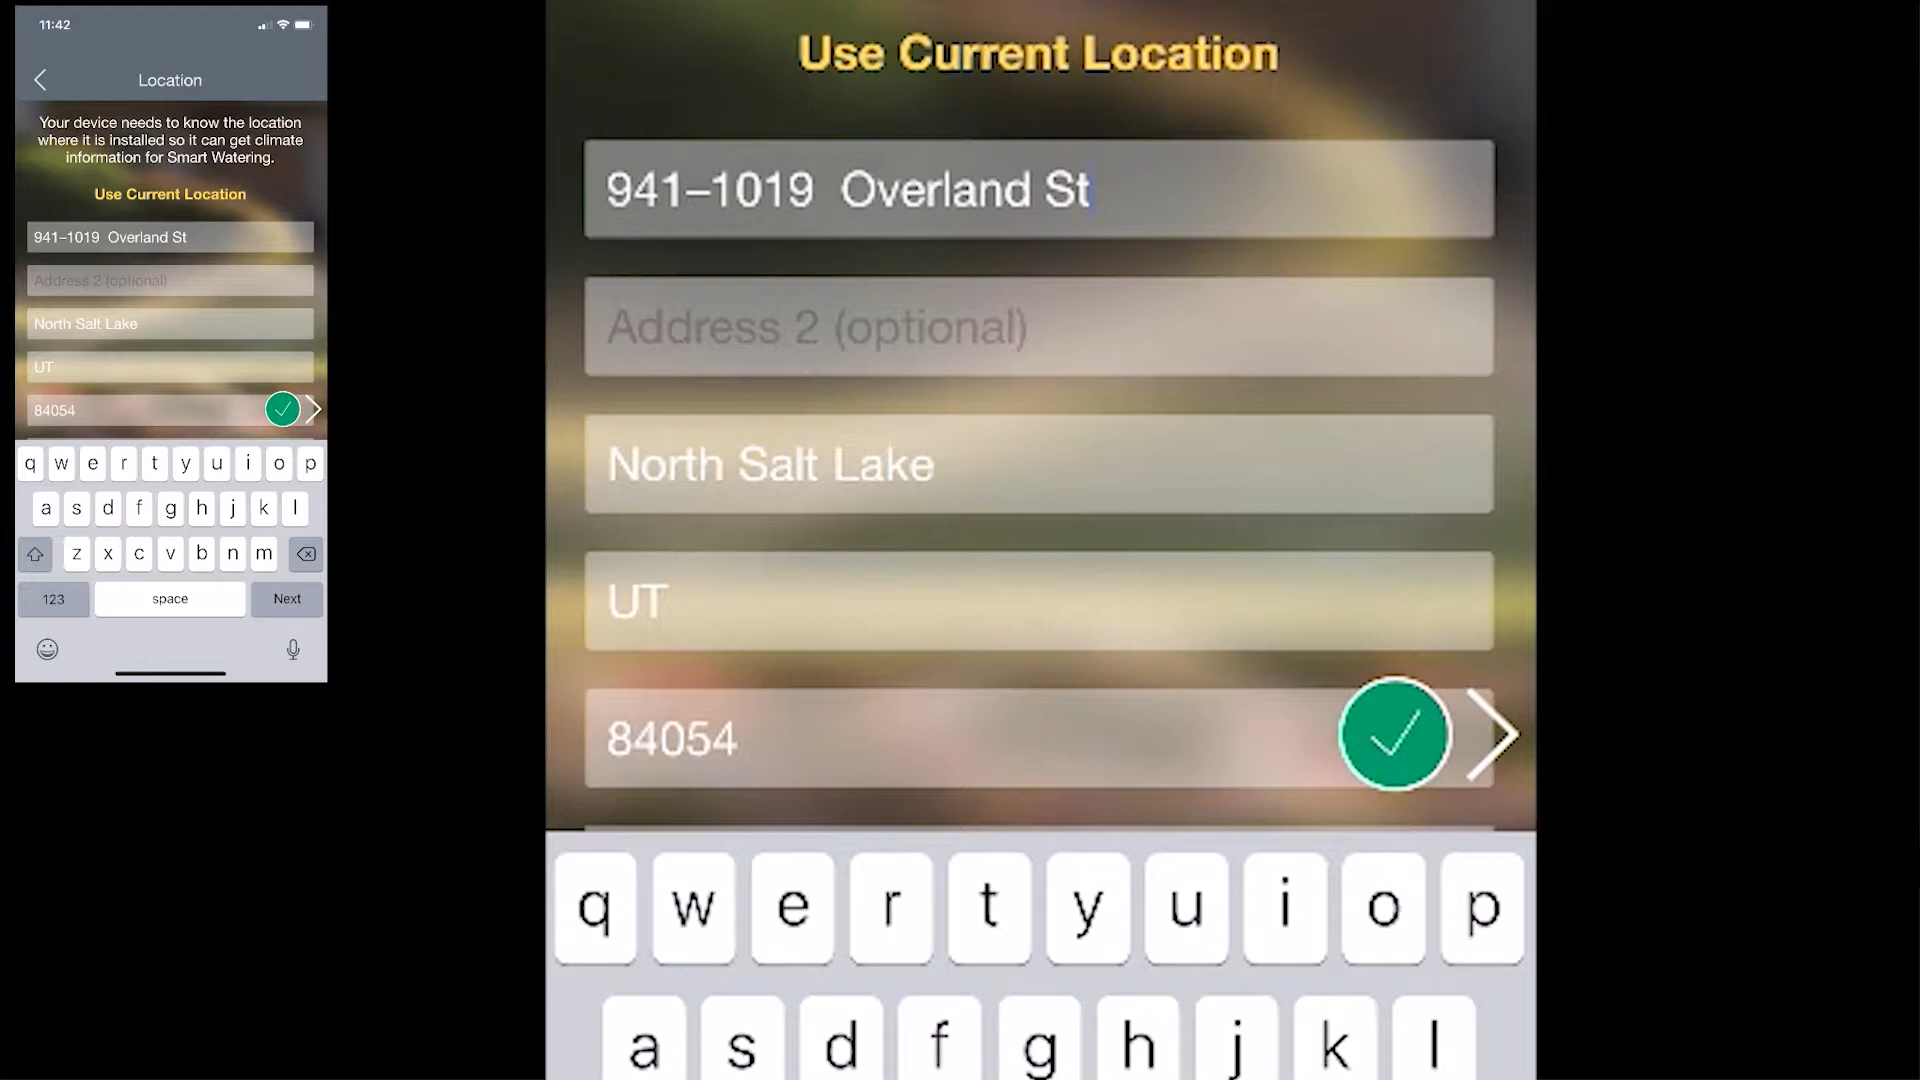 11:42
Location
Your device needs to know the location
where it is installed so it can get climate
information for Smart Watering.
Use Current Location
941–1019  Overland St
Address 2 (optional)
North Salt Lake
UT
84054
q w e r t y u i o p
a s d f g h j k l
z x c v b n m
123 space Next
Use Current Location
941–1019  Overland St
Address 2 (optional)
North Salt Lake
UT
84054
q w e r t y u i o p
a s d f g h j k l